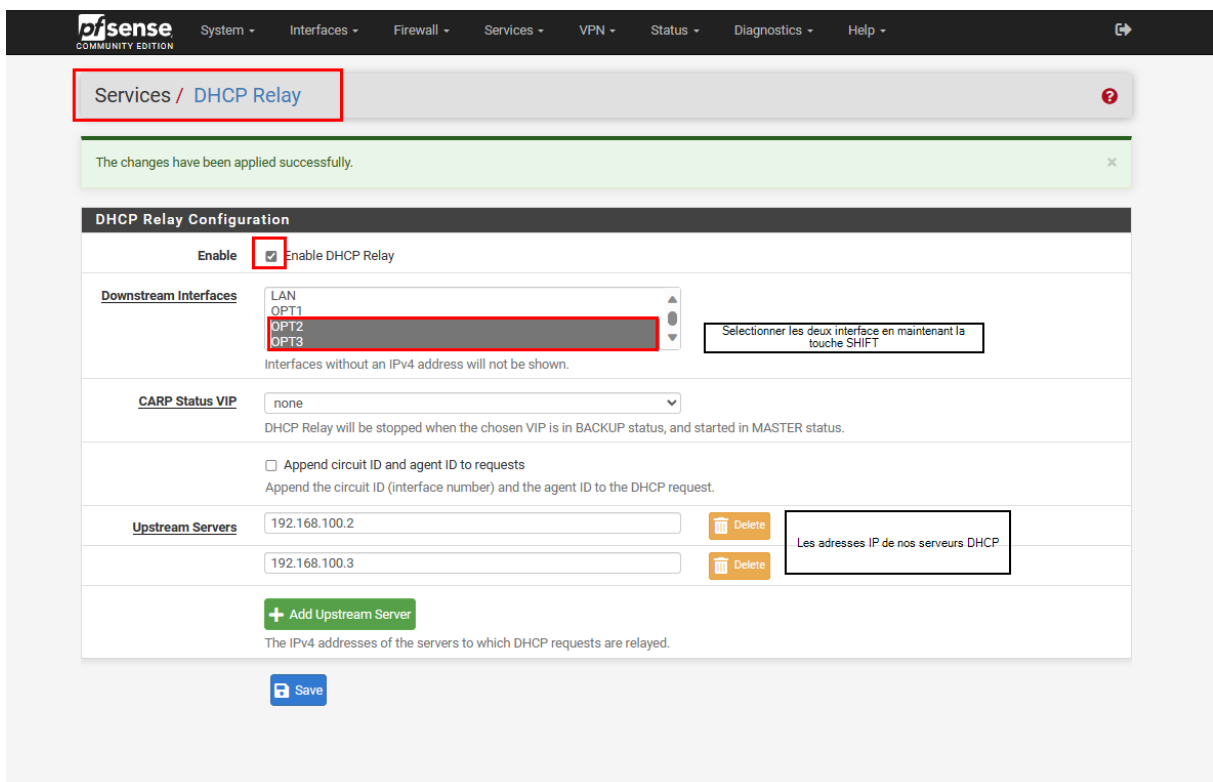 pfsense
COMMUNITY EDITION
System
Interfaces
Firewall
Services
VPN
Status
Diagnostics
Help
Services / DHCP Relay
The changes have been applied successfully.
×
DHCP Relay Configuration
Enable
Enable DHCP Relay
Downstream Interfaces
LAN
OPT1
OPT2
OPT3
Selectionner les deux interface en maintenant la
touche SHIFT
Interfaces without an IPv4 address will not be shown.
CARP Status VIP
none
DHCP Relay will be stopped when the chosen VIP is in BACKUP status, and started in MASTER status.
Append circuit ID and agent ID to requests
Append the circuit ID (interface number) and the agent ID to the DHCP request.
Upstream Servers
192.168.100.2
Delete
Les adresses IP de nos serveurs DHCP
192.168.100.3
Delete
Add Upstream Server
The IPv4 addresses of the servers to which DHCP requests are relayed.
Save